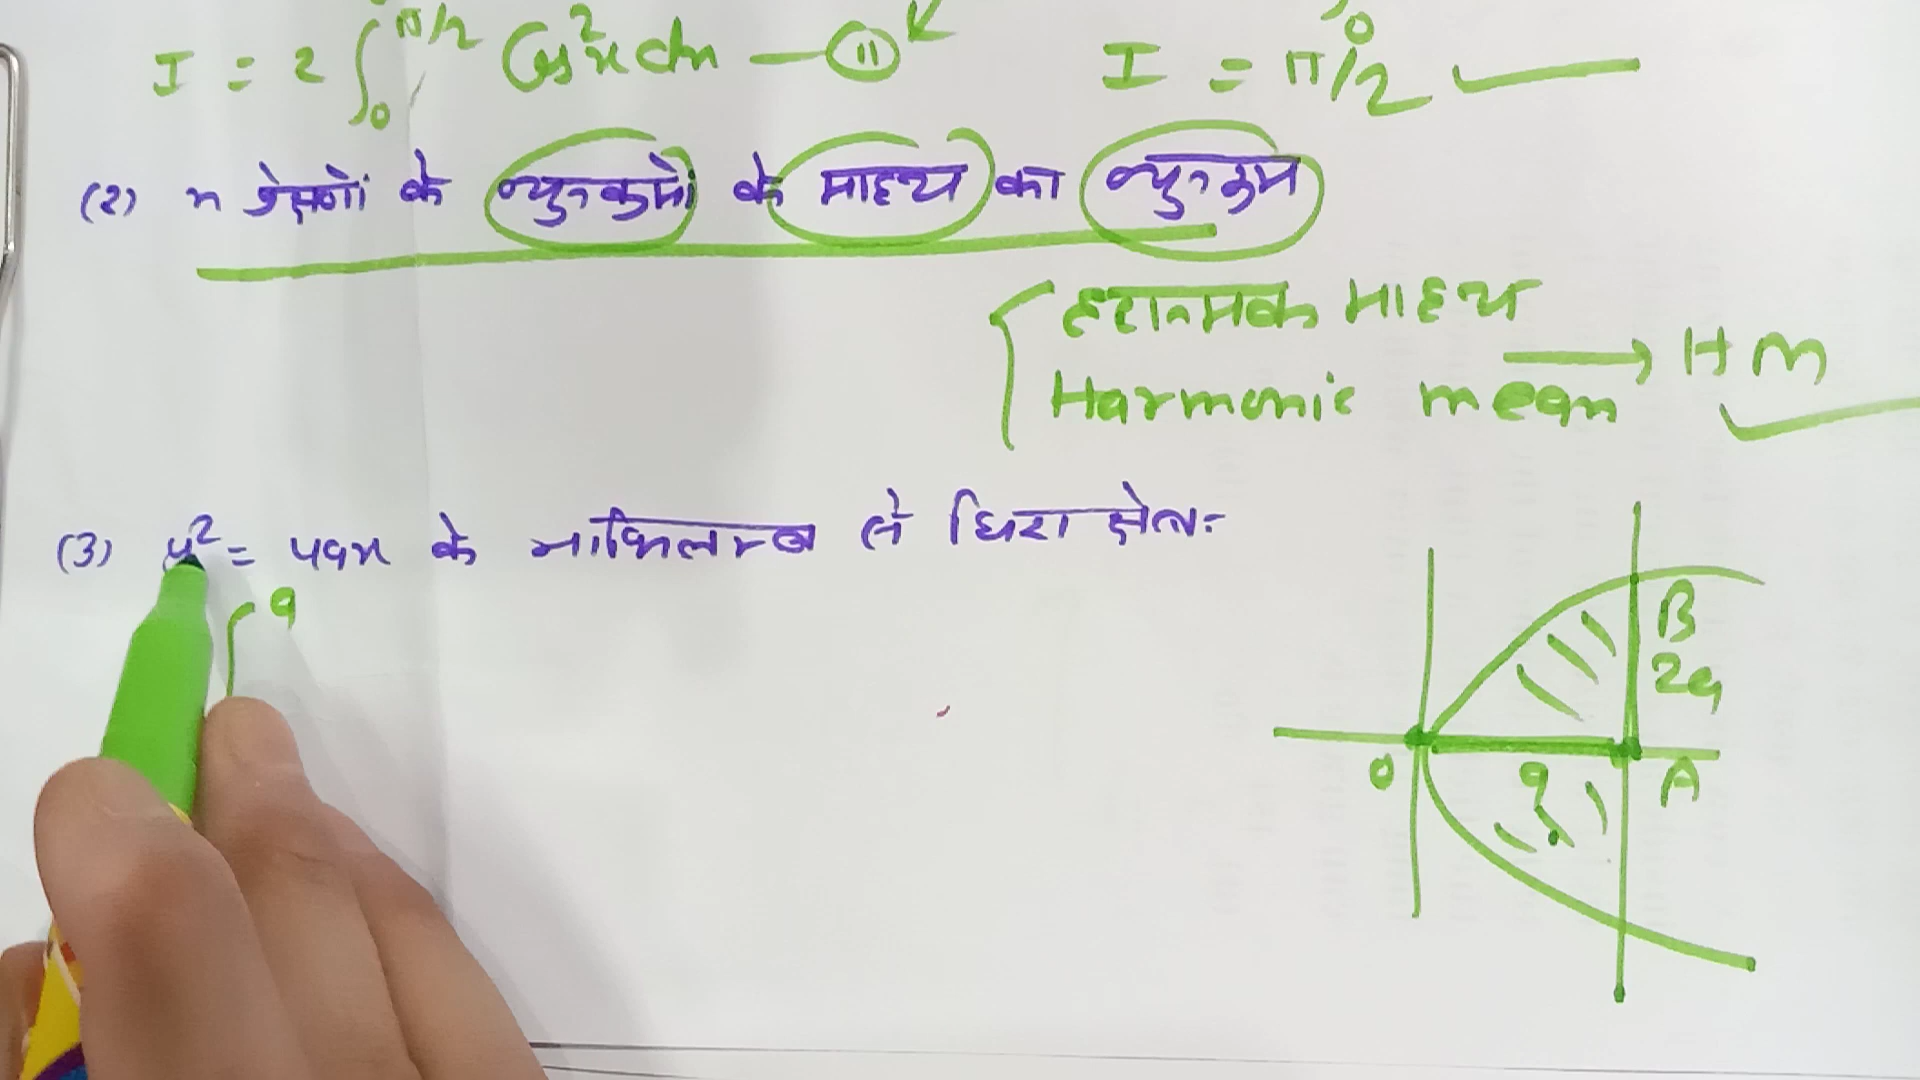 I = 2 ∫₀^π/2 Cos²x dx — (11)
I = π/2
(2) n प्रेक्षणों के व्युत्क्रमों के माध्य का व्युत्क्रम
हरात्मक माध्य
Harmonic mean → HM
(3) y² = 4ax के नाभिलम्ब से घिरा क्षेत्र॰
∫^a
B
2a
O a A